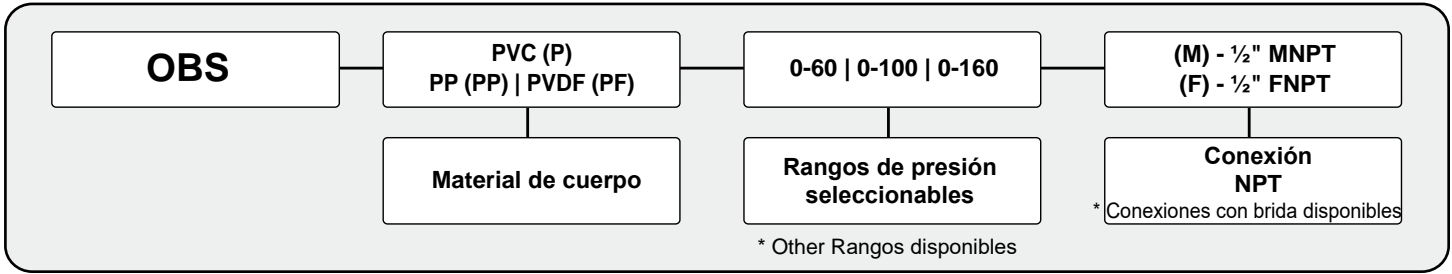 OBS
PVC (P)
PP (PP) | PVDF (PF)
0-60 | 0-100 | 0-160
(M) - ½" MNPT
(F) - ½" FNPT
Material de cuerpo
Rangos de presión
seleccionables
Conexión
NPT
* Conexiones con brida disponibles
* Other Rangos disponibles